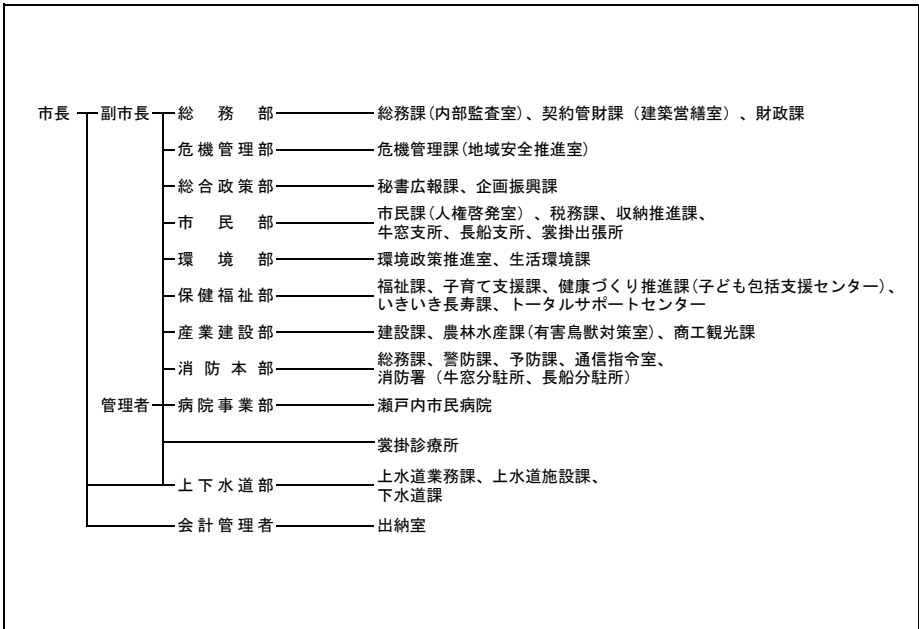 市長 副市長 総務部 総務課(内部監査室)、契約管財課（建築営繕室）、財政課
危機管理部 危機管理課(地域安全推進室)
総合政策部 秘書広報課、企画振興課
市民部 市民課(人権啓発室）、税務課、収納推進課、
牛窓支所、長船支所、裳掛出張所
環境部 環境政策推進室、生活環境課
保健福祉部 福祉課、子育て支援課、健康づくり推進課(子ども包括支援センター)、
いきいき長寿課、トータルサポートセンター
産業建設部 建設課、農林水産課(有害鳥獣対策室)、商工観光課
消防本部 総務課、警防課、予防課、通信指令室、
消防署（牛窓分駐所、長船分駐所）
管理者 病院事業部 瀬戸内市民病院
裳掛診療所
上下水道部 上水道業務課、上水道施設課、
下水道課
会計管理者 出納室